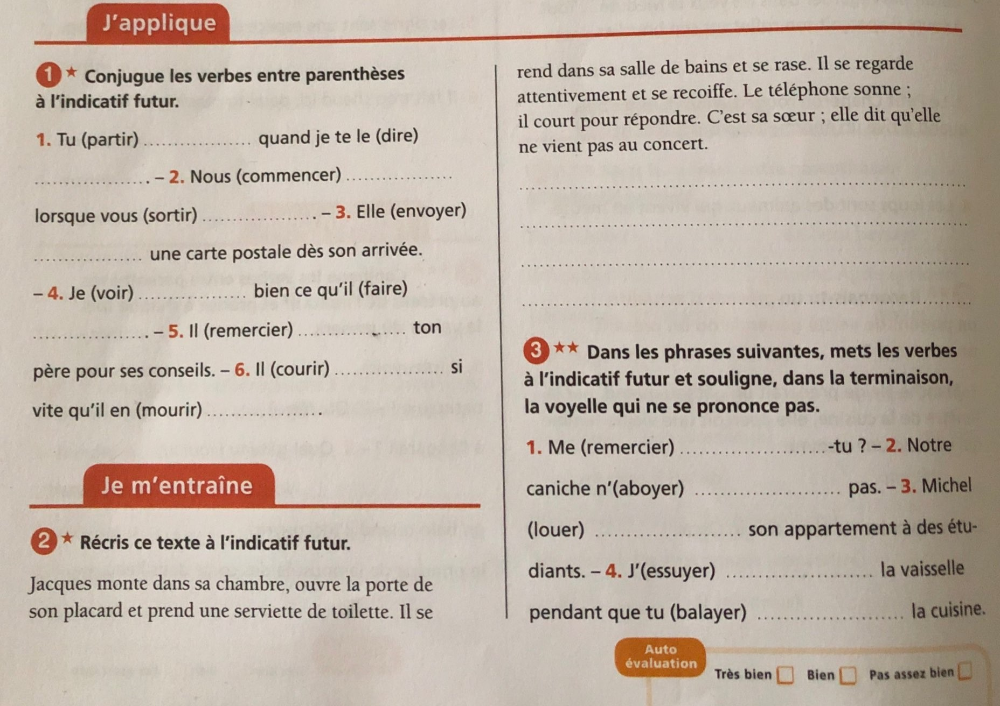 J'applique
1 ★ Conjugue les verbes entre parenthèses
à l'indicatif futur.
1. Tu (partir) .................. quand je te le (dire)
................... – 2. Nous (commencer) ..................
lorsque vous (sortir) ................... – 3. Elle (envoyer)
.................. une carte postale dès son arrivée.
– 4. Je (voir) .................. bien ce qu'il (faire)
................... – 5. Il (remercier) .................. ton
père pour ses conseils. – 6. Il (courir) .................. si
vite qu'il en (mourir) ...................
Je m'entraîne
2 ★ Récris ce texte à l'indicatif futur.
Jacques monte dans sa chambre, ouvre la porte de
son placard et prend une serviette de toilette. Il se
rend dans sa salle de bains et se rase. Il se regarde
attentivement et se recoiffe. Le téléphone sonne ;
il court pour répondre. C'est sa sœur ; elle dit qu'elle
ne vient pas au concert.
3 ★★ Dans les phrases suivantes, mets les verbes
à l'indicatif futur et souligne, dans la terminaison,
la voyelle qui ne se prononce pas.
1. Me (remercier) ........................-tu ? – 2. Notre
caniche n'(aboyer) ........................ pas. – 3. Michel
(louer) ........................ son appartement à des étu-
diants. – 4. J'(essuyer) ........................ la vaisselle
pendant que tu (balayer) ........................ la cuisine.
Auto
évaluation
Très bien Bien Pas assez bien